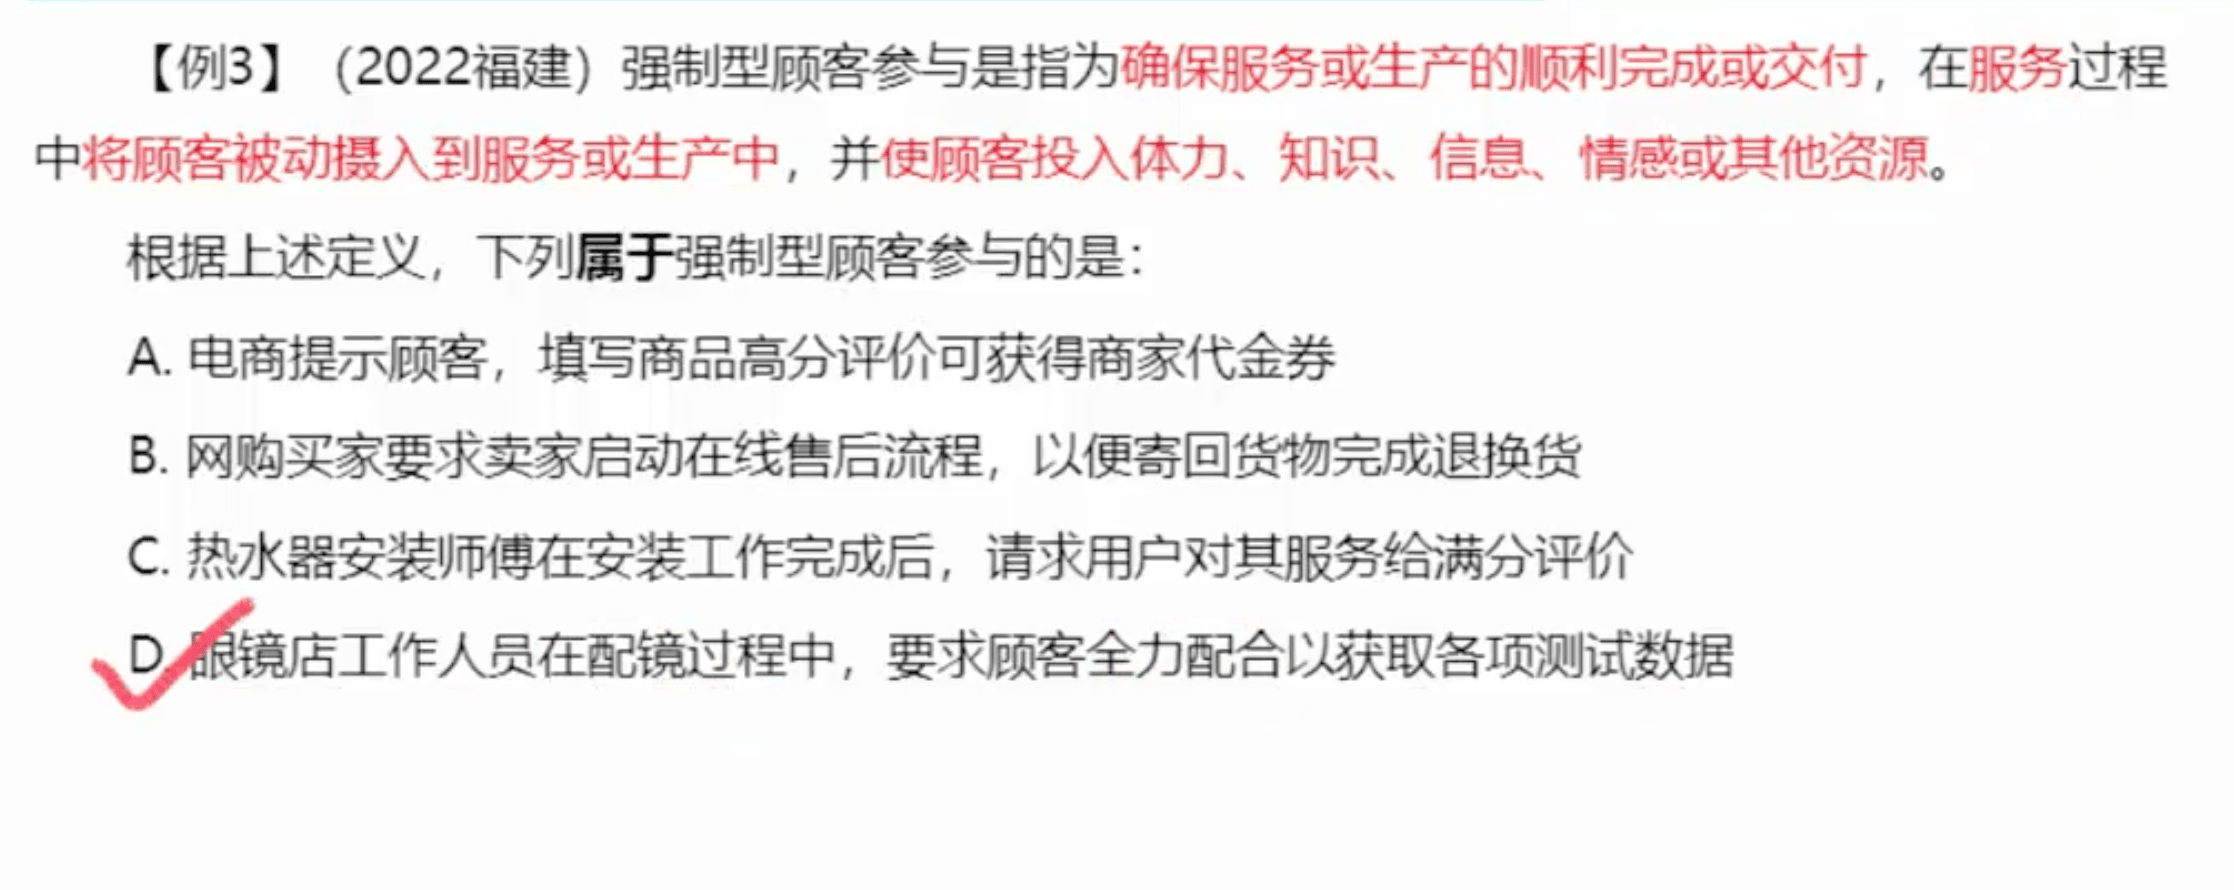 【例3】（2022福建）强制型顾客参与是指为确保服务或生产的顺利完成或交付，在服务过程
中将顾客被动摄入到服务或生产中，并使顾客投入体力、知识、信息、情感或其他资源。
根据上述定义，下列属于强制型顾客参与的是：
A. 电商提示顾客，填写商品高分评价可获得商家代金券
B. 网购买家要求卖家启动在线售后流程，以便寄回货物完成退换货
C. 热水器安装师傅在安装工作完成后，请求用户对其服务给满分评价
D. 眼镜店工作人员在配镜过程中，要求顾客全力配合以获取各项测试数据